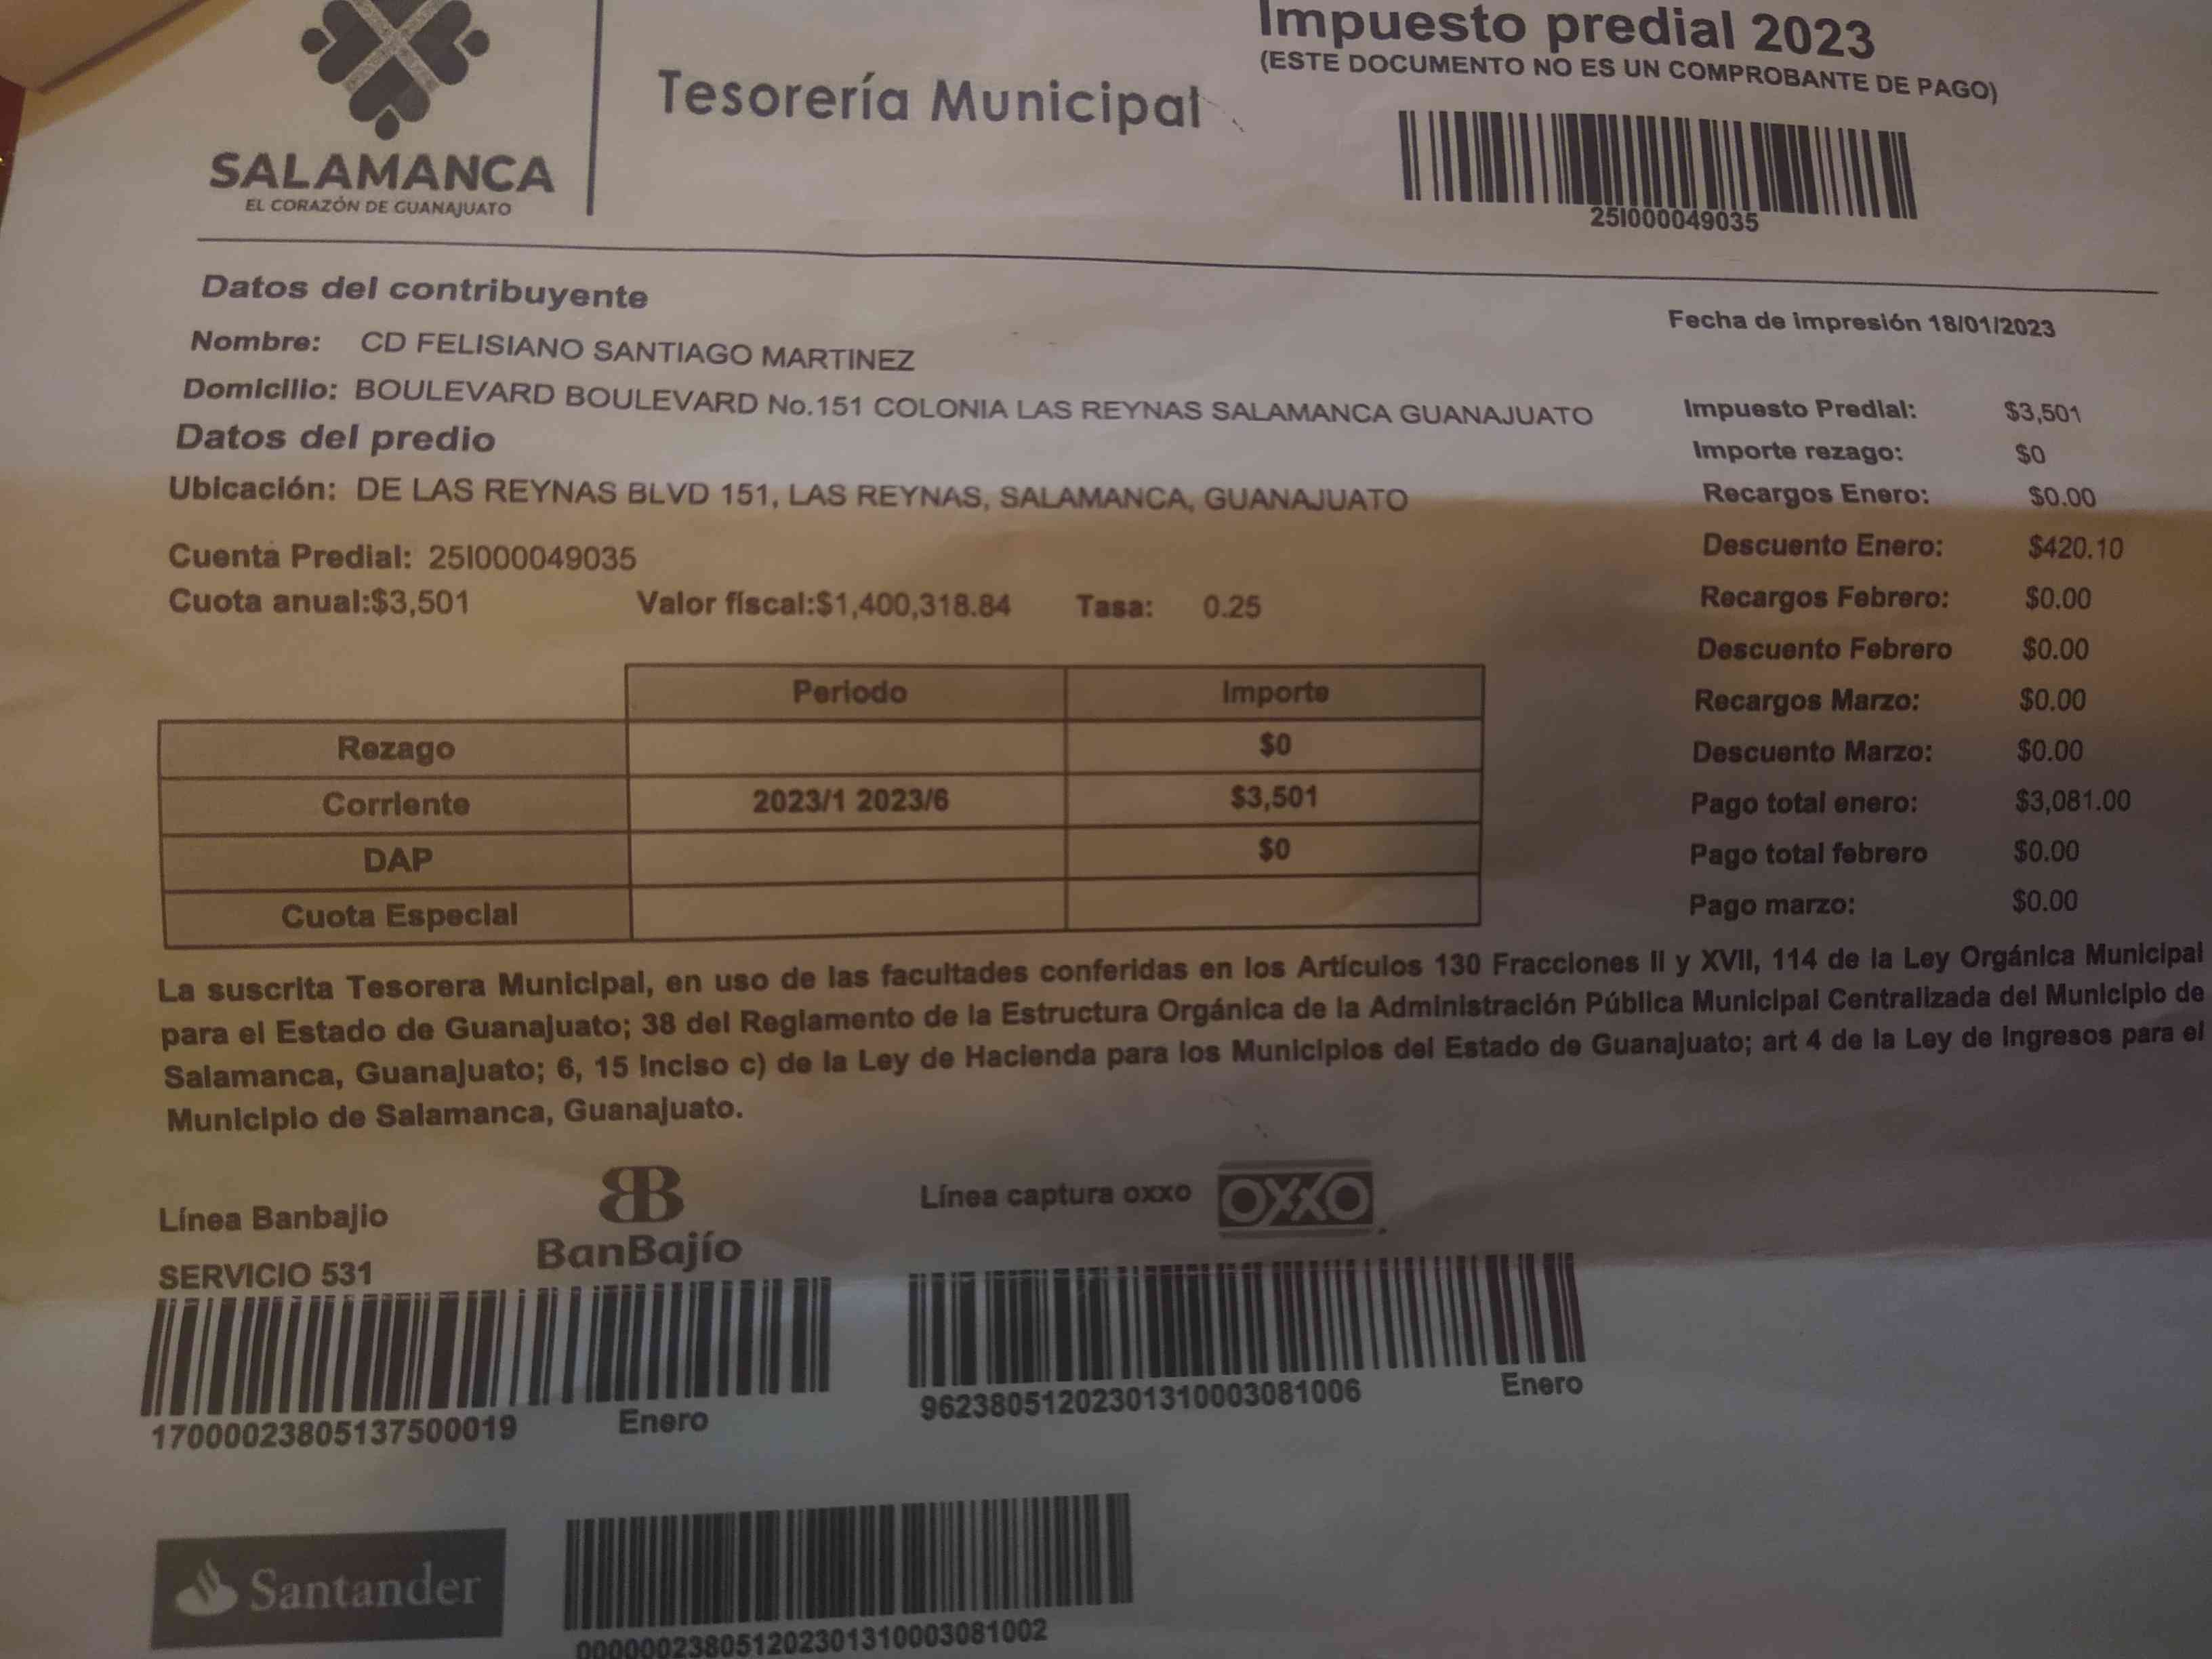 Impuesto predial 2023
(ESTE DOCUMENTO NO ES UN COMPROBANTE DE PAGO)
Tesorería Municipal
SALAMANCA
EL CORAZÓN DE GUANAJUATO
25I000049035
Datos del contribuyente
Fecha de impresión 18/01/2023
Nombre: CD FELISIANO SANTIAGO MARTINEZ
Domicilio: BOULEVARD BOULEVARD No.151 COLONIA LAS REYNAS SALAMANCA GUANAJUATO
Datos del predio
Ubicación: DE LAS REYNAS BLVD 151, LAS REYNAS, SALAMANCA, GUANAJUATO
Cuenta Predial: 25I000049035
Cuota anual:$3,501 Valor fiscal:$1,400,318.84 Tasa: 0.25
Impuesto Predial: $3,501
Importe rezago: $0
Recargos Enero: $0.00
Descuento Enero: $420.10
Recargos Febrero: $0.00
Descuento Febrero $0.00
Recargos Marzo: $0.00
Descuento Marzo: $0.00
Pago total enero: $3,081.00
Pago total febrero $0.00
Pago marzo: $0.00
Periodo Importe
Rezago $0
Corriente 2023/1 2023/6 $3,501
DAP $0
Cuota Especial
La suscrita Tesorera Municipal, en uso de las facultades conferidas en los Artículos 130 Fracciones II y XVII, 114 de la Ley Orgánica Municipal
para el Estado de Guanajuato; 38 del Reglamento de la Estructura Orgánica de la Administración Pública Municipal Centralizada del Municipio de
Salamanca, Guanajuato; 6, 15 inciso c) de la Ley de Hacienda para los Municipios del Estado de Guanajuato; art 4 de la Ley de Ingresos para el
Municipio de Salamanca, Guanajuato.
Línea Banbajio
BanBajío
SERVICIO 531
17000023805137500019 Enero
Línea captura oxxo OXXO
96238051202301310003081006 Enero
Santander
000000238051202301310003081002